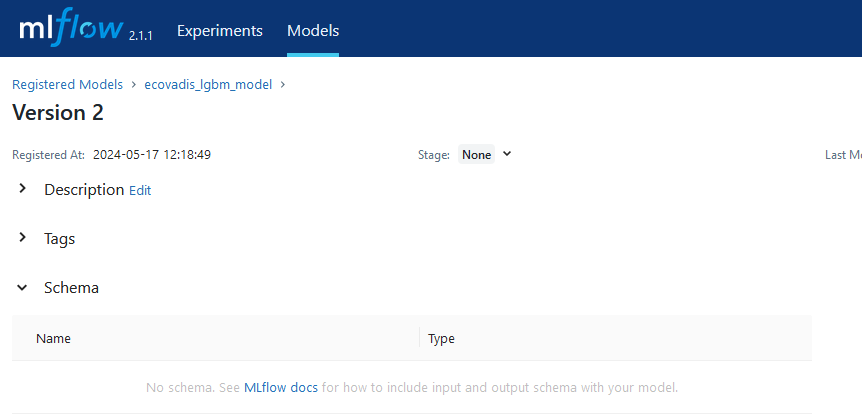 mlflow 2.1.1 Experiments Models
Registered Models > ecovadis_lgbm_model >
Version 2
Registered At: 2024-05-17 12:18:49 Stage: None Last
Description Edit
Tags
Schema
Name Type
No schema. See MLflow docs for how to include input and output schema with your model.